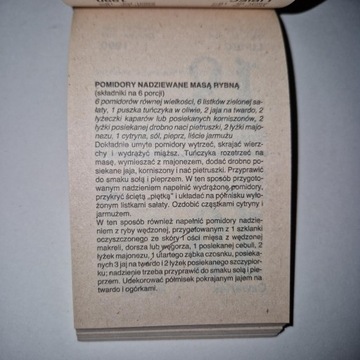 POMIDORY NADZIEWANE MASĄ RYBNĄ
(składniki na 6 porcji)
6 pomidorów równej wielkości, 6 listków zielonej sa-
łaty, 1 puszka tuńczyka w oliwie, 2 jaja na twardo, 2
łyżeczki kaparów lub posiekanych korniszonów, 2 ły-
żki posiekanej drobno naci pietruszki, 2 łyżki majo-
nezu, 1 cytryna, sól, pieprz, liście jarmużu
Dokładnie umyte pomidory wytrzeć, skrajać wierz-
chy i wydrążyć miąższ. Tuńczyka rozetrzeć na
masę, wymieszać z majonezem, dodać drobno po-
siekane jaja, korniszony i nać pietruszki. Przyprawić
do smaku solą i pieprzem. W ten sposób przygoto-
wanym nadzieniem napełnić wydrążone pomidory,
przykryć ściętą „piętką" i układać na półmisku wyło-
żonym listkami sałaty. Ozdobić cząstkami cytryny i
jarmużem.
W ten sposób również napełnić pomidory nadzie-
niem z ryby wędzonej, przygotowanym z 1 szklanki
oczyszczonego ze skóry i ości mięsa z wędzonej
makreli, dorsza lub węgorza, 1 posiekanej cebuli, 2
łyżek majonezu, 1 utartego ząbka czosnku, posieka-
nych 3 jaj na twardo i 2 łyżek posiekanego szczypior-
ku; nadzienie trzeba przyprawić do smaku solą i pie-
przem. Udekorować półmisek pokrajanym jajem na
twardo i ogórkami.